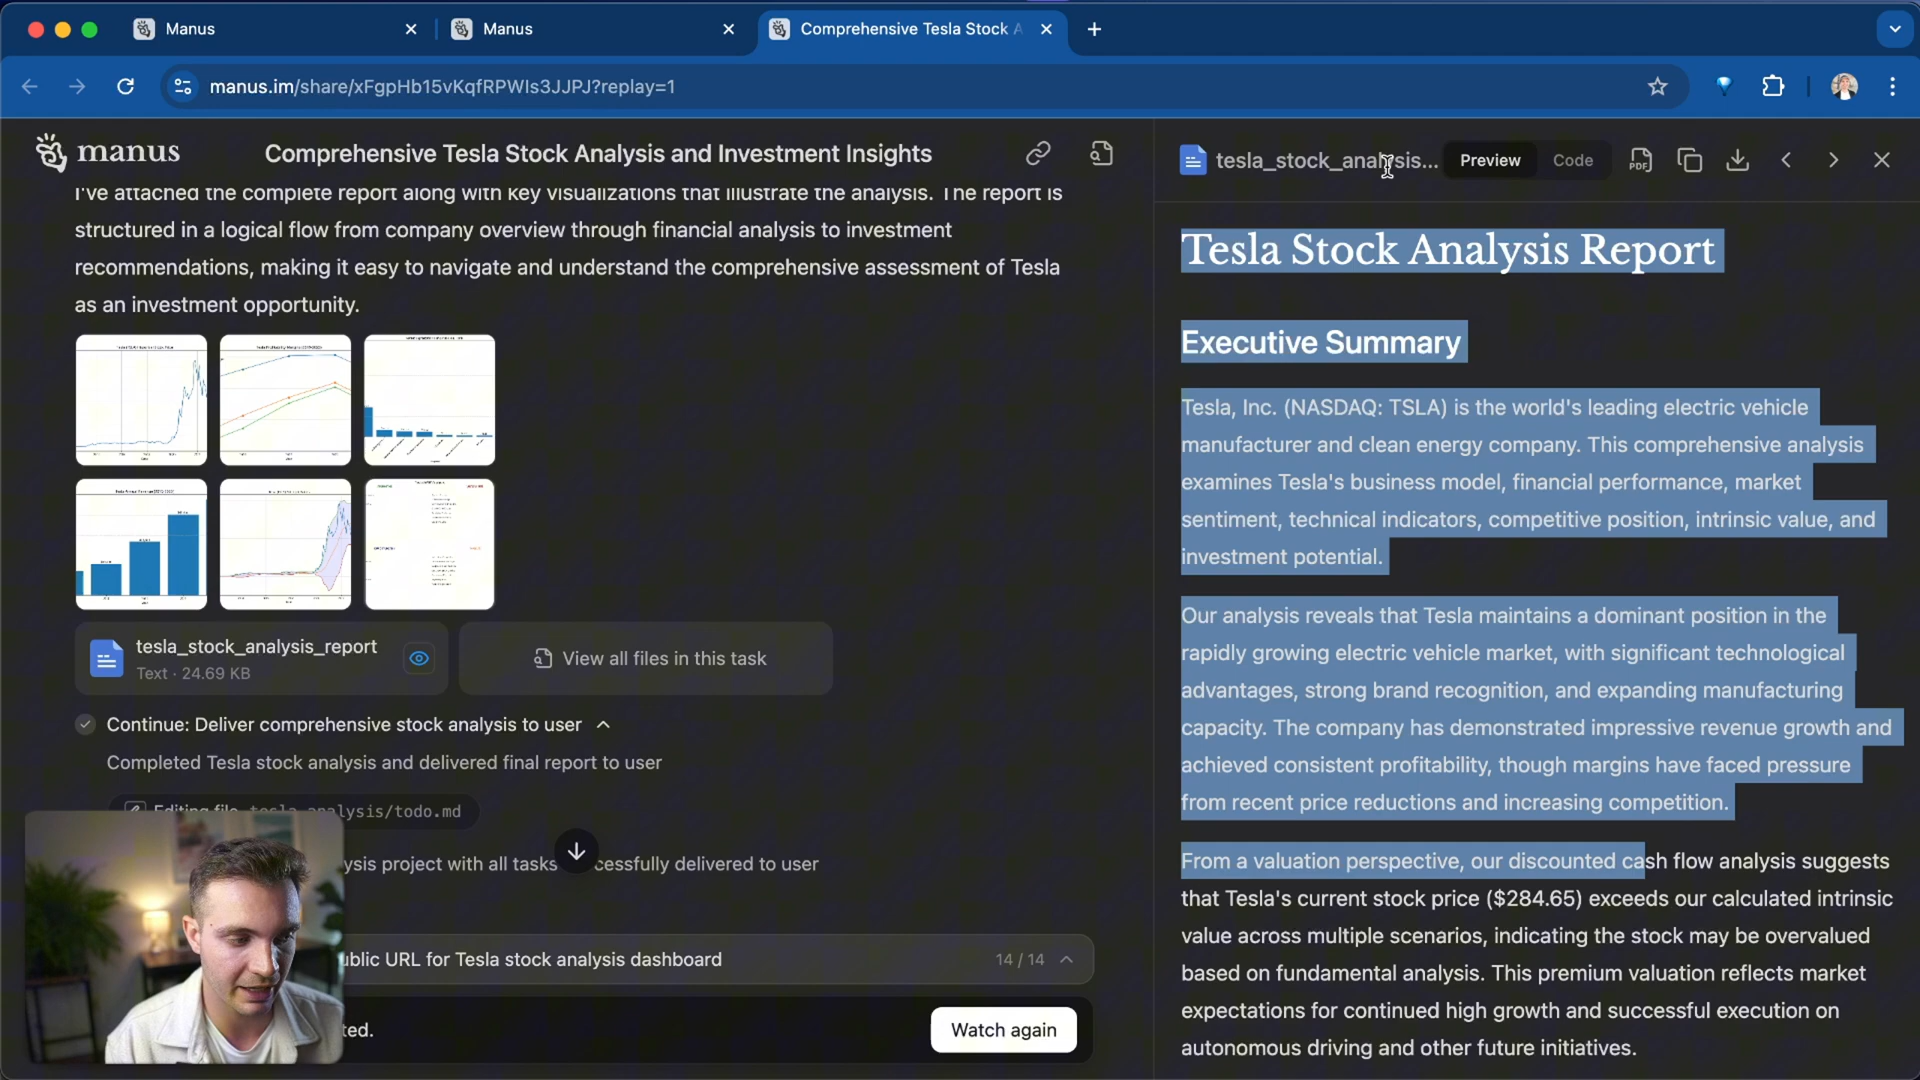 Manus
Manus
Comprehensive Tesla Stock A
manus.im/share/xFgpHb15vKqfRPWIs3JJPJ?replay=1
manus
Comprehensive Tesla Stock Analysis and Investment Insights
I've attached the complete report along with key visualizations that illustrate the analysis. The report is
structured in a logical flow from company overview through financial analysis to investment
recommendations, making it easy to navigate and understand the comprehensive assessment of Tesla
as an investment opportunity.
tesla_stock_analysis_report
Text · 24.69 KB
View all files in this task
Continue: Deliver comprehensive stock analysis to user
Completed Tesla stock analysis and delivered final report to user
Editing file tesla_analysis/todo.md
ysis project with all tasks cessfully delivered to user
ublic URL for Tesla stock analysis dashboard
14 / 14
ted.
Watch again
tesla_stock_analysis...
Preview
Code
PDF
Tesla Stock Analysis Report
Executive Summary
Tesla, Inc. (NASDAQ: TSLA) is the world's leading electric vehicle
manufacturer and clean energy company. This comprehensive analysis
examines Tesla's business model, financial performance, market
sentiment, technical indicators, competitive position, intrinsic value, and
investment potential.
Our analysis reveals that Tesla maintains a dominant position in the
rapidly growing electric vehicle market, with significant technological
advantages, strong brand recognition, and expanding manufacturing
capacity. The company has demonstrated impressive revenue growth and
achieved consistent profitability, though margins have faced pressure
from recent price reductions and increasing competition.
From a valuation perspective, our discounted cash flow analysis suggests
that Tesla's current stock price ($284.65) exceeds our calculated intrinsic
value across multiple scenarios, indicating the stock may be overvalued
based on fundamental analysis. This premium valuation reflects market
expectations for continued high growth and successful execution on
autonomous driving and other future initiatives.